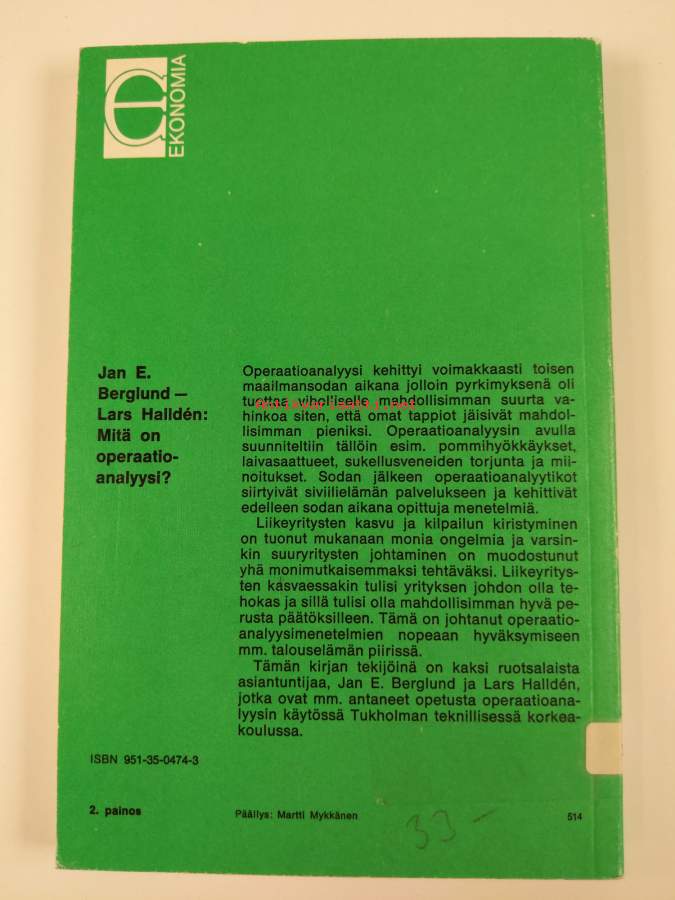 EKONOMIA
Jan E.
Berglund —
Lars Halldén:
Mitä on
operaatio-
analyysi?
Operaatioanalyysi kehittyi voimakkaasti toisen
maailmansodan aikana jolloin pyrkimyksenä oli
tuottaa viholliselle mahdollisimman suurta va-
hinkoa siten, että omat tappiot jäisivät mahdol-
lisimman pieniksi. Operaatioanalyysin avulla
suunniteltiin tällöin esim. pommihyökkäykset,
laivasaattueet, sukellusveneiden torjunta ja mii-
noitukset. Sodan jälkeen operaatioanalyytikot
siirtyivät siviilielämän palvelukseen ja kehittivät
edelleen sodan aikana opittuja menetelmiä.
Liikeyritysten kasvu ja kilpailun kiristyminen
on tuonut mukanaan monia ongelmia ja varsin-
kin suuryritysten johtaminen on muodostunut
yhä monimutkaisemmaksi tehtäväksi. Liikeyritys-
ten kasvaessakin tulisi yrityksen johdon olla te-
hokas ja sillä tulisi olla mahdollisimman hyvä pe-
rusta päätöksilleen. Tämä on johtanut operaatio-
analyysimenetelmien nopeaan hyväksymiseen
mm. talouselämän piirissä.
Tämän kirjan tekijöinä on kaksi ruotsalaista
asiantuntijaa, Jan E. Berglund ja Lars Halldén,
jotka ovat mm. antaneet opetusta operaatioana-
lyysin käytössä Tukholman teknillisessä korkea-
koulussa.
ISBN 951-35-0474-3
2. painos
Päällys: Martti Mykkänen
33-
514